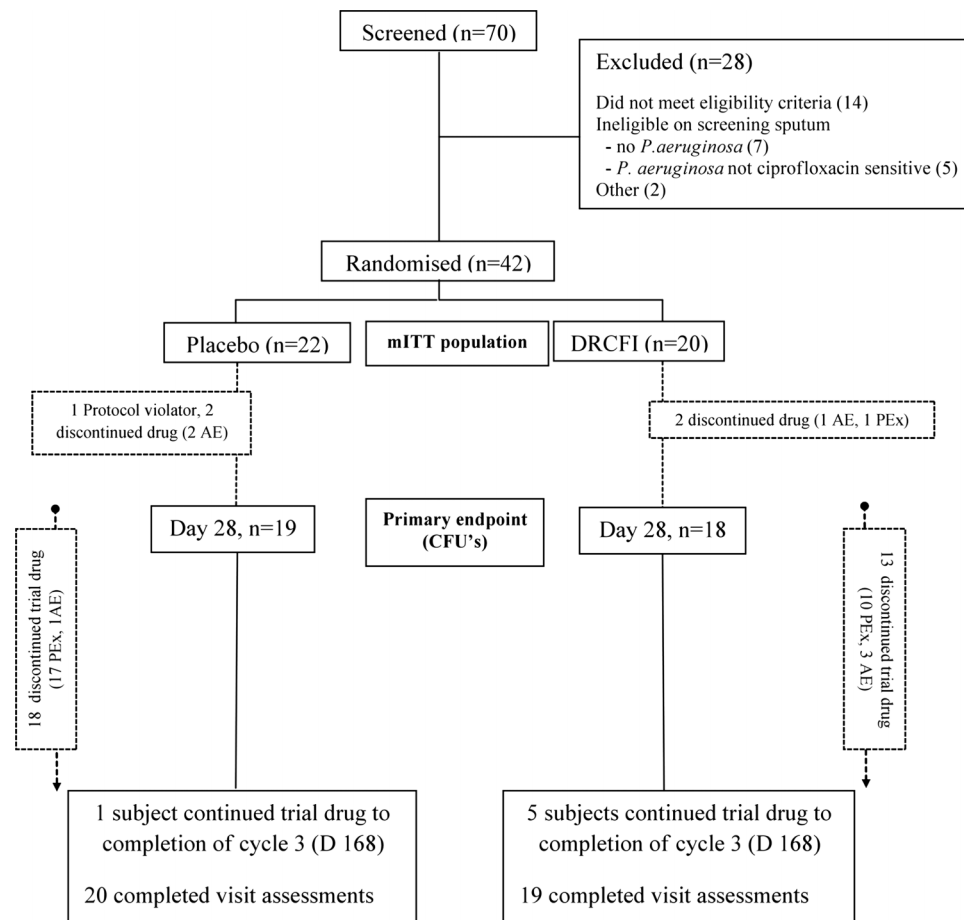 Screened (n=70)
Excluded (n=28)
Did not meet eligibility criteria (14)
Ineligible on screening sputum
- no P.aeruginosa (7)
- P. aeruginosa not ciprofloxacin sensitive (5)
Other (2)
Randomised (n=42)
Placebo (n=22)
mITT population
DRCFI (n=20)
1 Protocol violator, 2
discontinued drug (2 AE)
2 discontinued drug (1 AE, 1 PEx)
Day 28, n=19
Primary endpoint
(CFU's)
Day 28, n=18
18 discontinued trial drug
(17 PEx, 1AE)
13 discontinued trial drug
(10 PEx, 3 AE)
1 subject continued trial drug to
completion of cycle 3 (D 168)
20 completed visit assessments
5 subjects continued trial drug to
completion of cycle 3 (D 168)
19 completed visit assessments